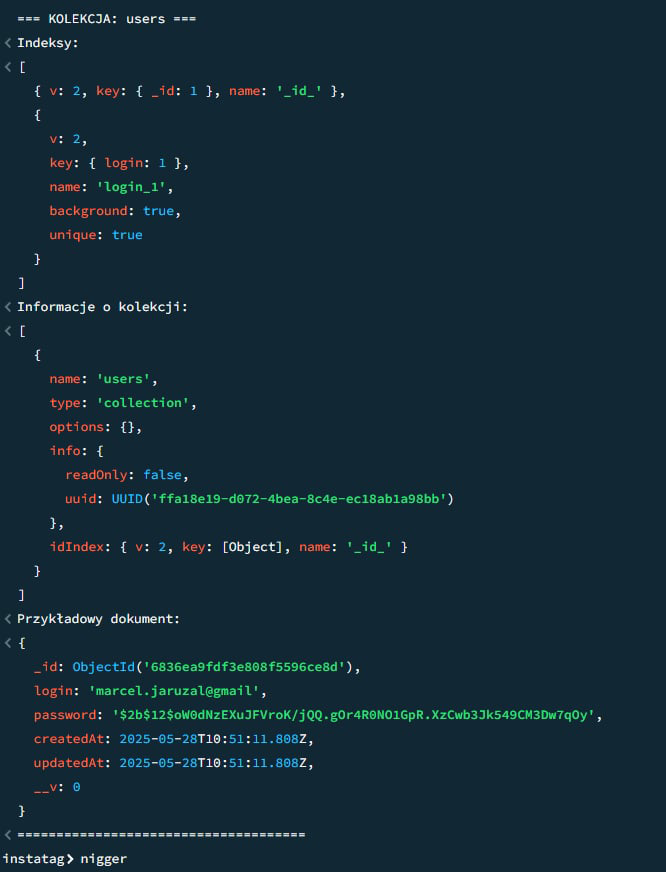 === KOLEKCJA: users ===
< Indeksy:
< [
{ v: 2, key: { _id: 1 }, name: '_id_' },
{
v: 2,
key: { login: 1 },
name: 'login_1',
background: true,
unique: true
}
]
< Informacje o kolekcji:
< [
{
name: 'users',
type: 'collection',
options: {},
info: {
readOnly: false,
uuid: UUID('ffa18e19-d072-4bea-8c4e-ec18ab1a98bb')
},
idIndex: { v: 2, key: [Object], name: '_id_' }
}
]
< Przykładowy dokument:
< {
_id: ObjectId('6836ea9fdf3e808f5596ce8d'),
login: 'marcel.jaruzal@gmail',
password: '$2b$12$oW0dNzEXuJFVroK/jQQ.gOr4R0NO1GpR.XzCwb3Jk549CM3Dw7qOy',
createdAt: 2025-05-28T10:51:11.808Z,
updatedAt: 2025-05-28T10:51:11.808Z,
__v: 0
}
< =====================================
instatag> nigger